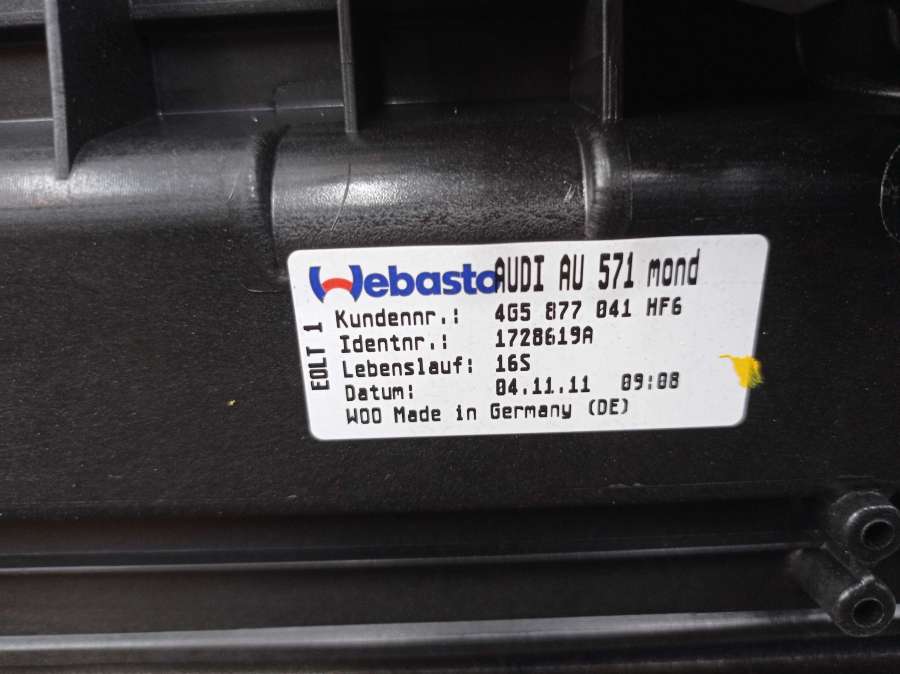 Webasto AUDI AU 571 mond
Kundennr.: 4G5 877 041 HF6
Identnr.: 1728619A
Lebenslauf: 16S
Datum: 04.11.11 09:08
W00 Made in Germany (DE)
EOLT 1